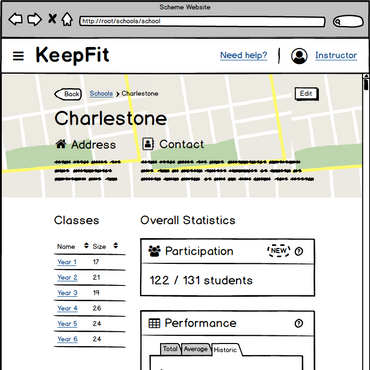 Scheme Website
http://root/schools/school
KeepFit
Need help?
Instructor
Back
Schools
Charlestone
Edit
Charlestone
Address
Contact
Classes
Overall Statistics
Name Size
Year 1 17
Year 2 21
Year 3 19
Year 4 26
Year 5 24
Year 6 24
Participation
NEW
122 / 131 students
Performance
Total Average Historic